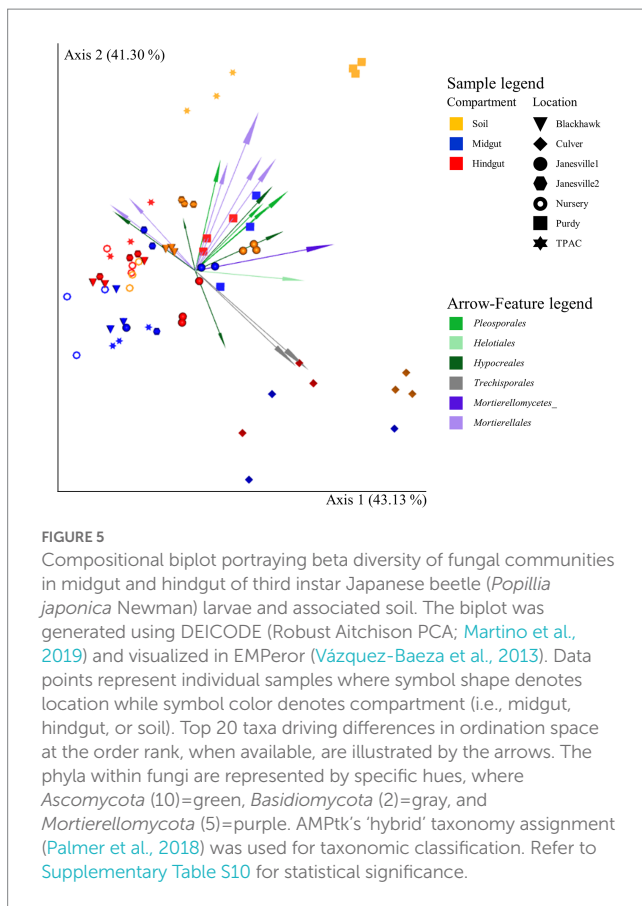 Axis 2 (41.30 %)
Sample legend
Compartment
Location
Soil
Midgut
Hindgut
Blackhawk
Culver
Janesville1
Janesville2
Nursery
Purdy
TPAC
Arrow-Feature legend
Pleosporales
Helotiales
Hypocreales
Trechisporales
Mortierellomycetes_
Mortierellales
Axis 1 (43.13 %)
FIGURE 5
Compositional biplot portraying beta diversity of fungal communities
in midgut and hindgut of third instar Japanese beetle (Popillia
japonica Newman) larvae and associated soil. The biplot was
generated using DEICODE (Robust Aitchison PCA; Martino et al.,
2019) and visualized in EMPeror (Vázquez-Baeza et al., 2013). Data
points represent individual samples where symbol shape denotes
location while symbol color denotes compartment (i.e., midgut,
hindgut, or soil). Top 20 taxa driving differences in ordination space
at the order rank, when available, are illustrated by the arrows. The
phyla within fungi are represented by specific hues, where
Ascomycota (10)=green, Basidiomycota (2)=gray, and
Mortierellomycota (5)=purple. AMPtk's 'hybrid' taxonomy assignment
(Palmer et al., 2018) was used for taxonomic classification. Refer to
Supplementary Table S10 for statistical significance.